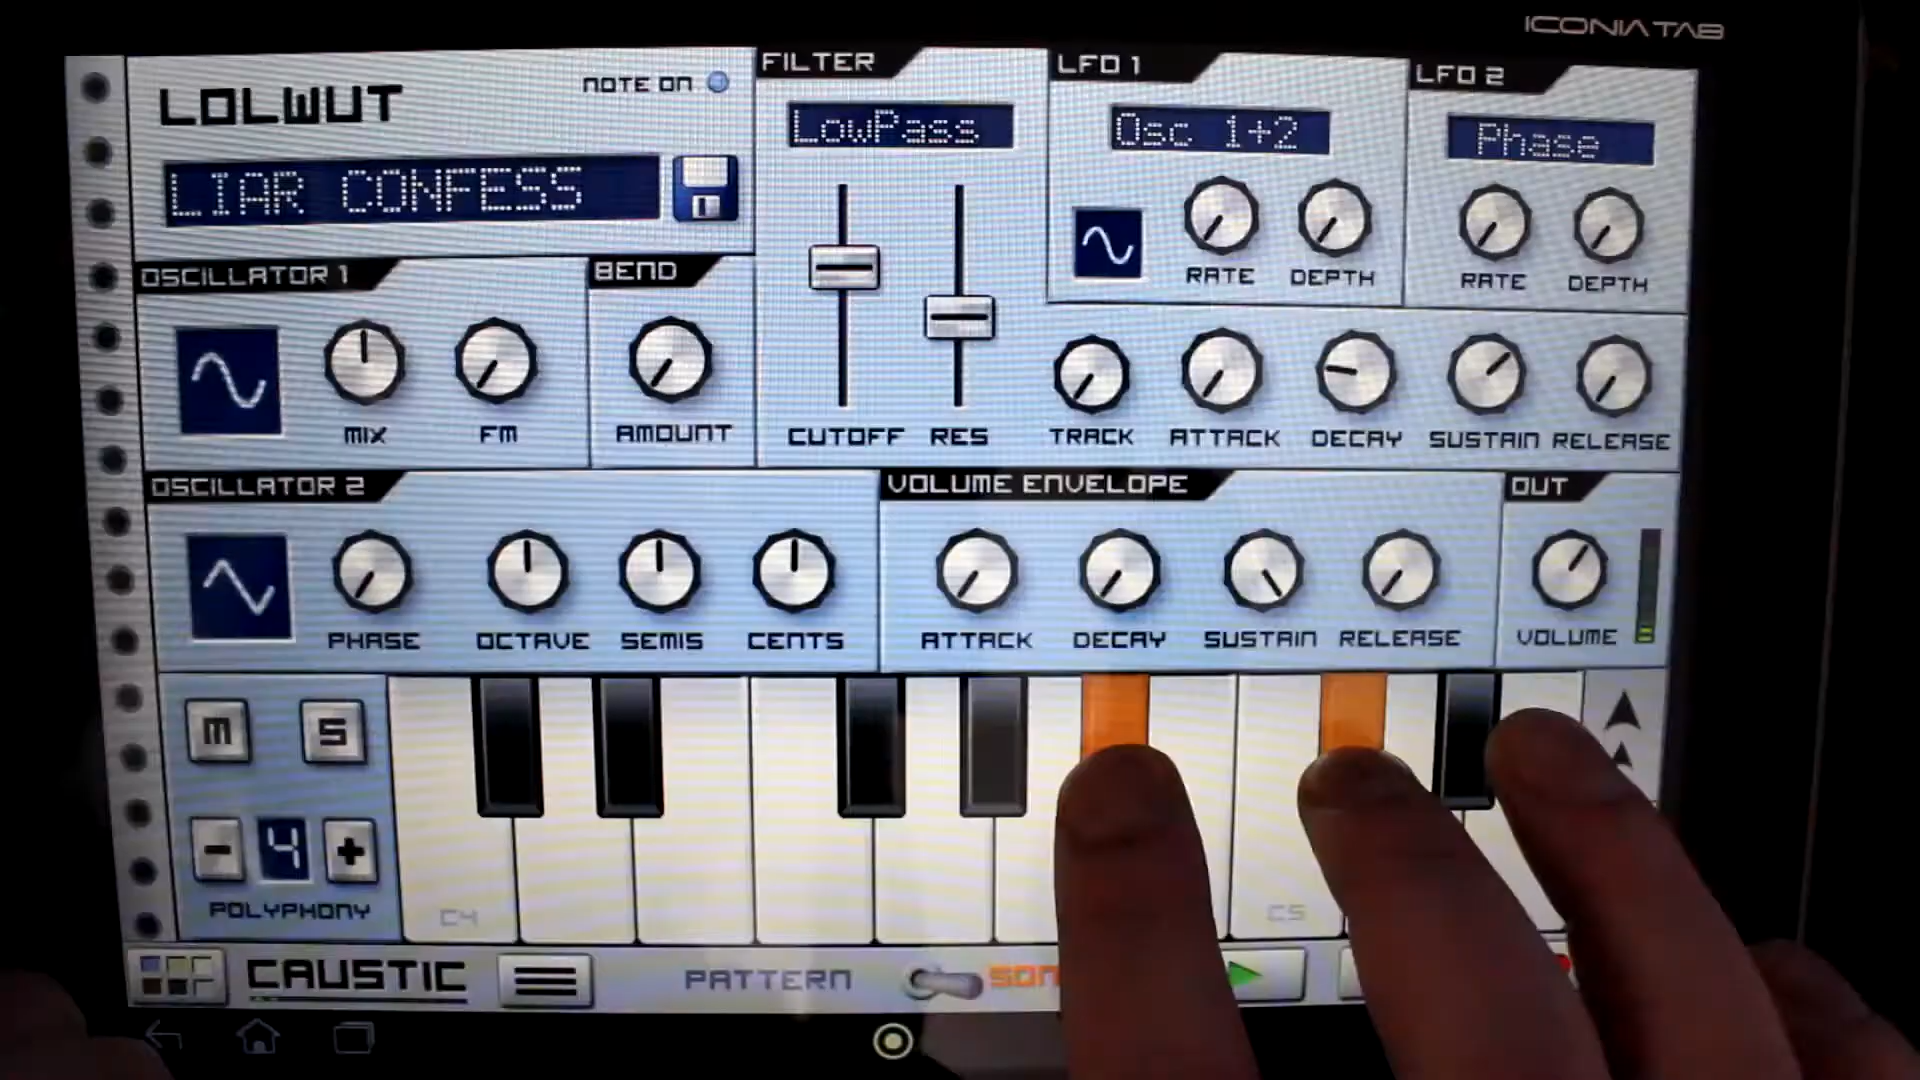 ICONIA TAB
LOLWUT
NOTE ON
LIAR CONFESS
FILTER
LowPass
CUTOFF
RES
LFO 1
Osc 1+2
RATE
DEPTH
LFO 2
Phase
RATE
DEPTH
OSCILLATOR 1
MIX
FM
BEND
AMOUNT
TRACK
ATTACK
DECAY
SUSTAIN
RELEASE
OSCILLATOR 2
PHASE
OCTAVE
SEMIS
CENTS
VOLUME ENVELOPE
ATTACK
DECAY
SUSTAIN
RELEASE
OUT
VOLUME
M
S
- 4 +
POLYPHONY
C4
C5
CAUSTIC
PATTERN